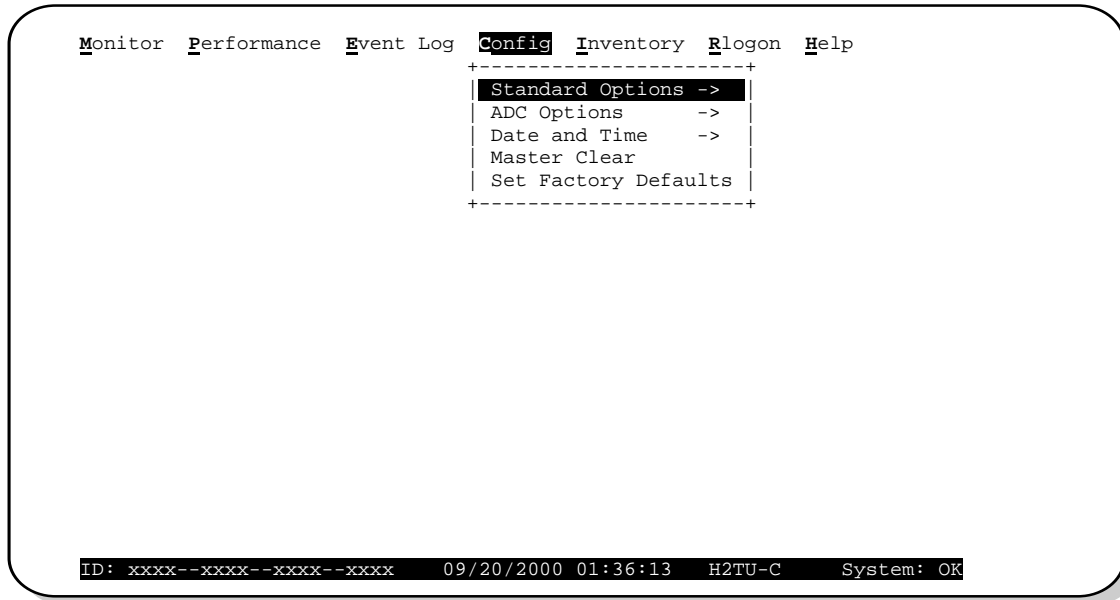 Monitor  Performance  Event Log  Config  Inventory  Rlogon  Help
+----------------------+
| Standard Options -> |
| ADC Options      -> |
| Date and Time    -> |
| Master Clear         |
| Set Factory Defaults |
+----------------------+
ID: xxxx--xxxx--xxxx--xxxx    09/20/2000 01:36:13   H2TU-C     System: OK